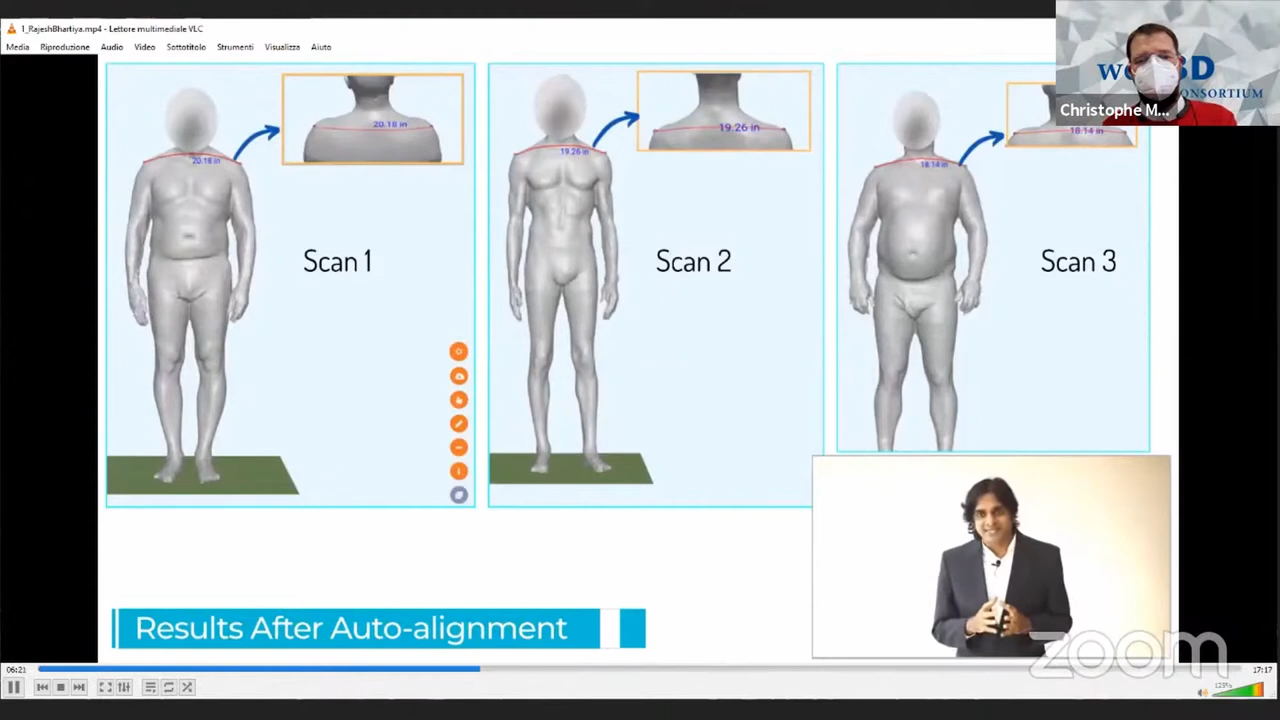 1_RajeshBhartiya.mp4 - Lettore multimediale VLC
Media Riproduzione Audio Video Sottotitolo Strumenti Visualizza Aiuto
20.18 in
20.18 in
Scan 1
19.26 in
19.26 in
Scan 2
18.14 in
18.14 in
Scan 3
3D
CONSORTIUM
Christophe M...
Results After Auto-alignment
zoom
06:21
17:17
125%